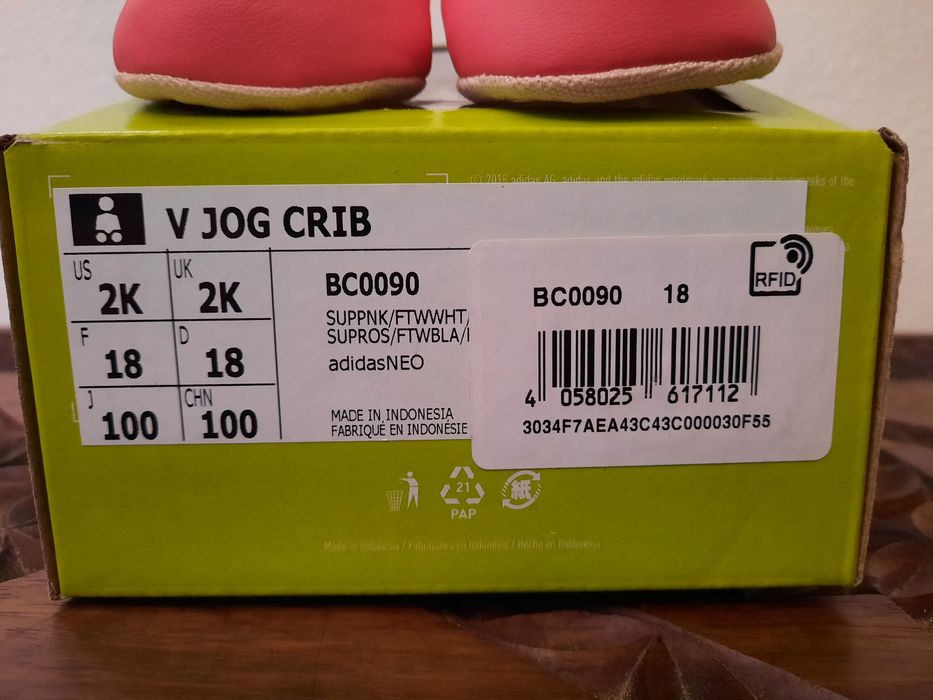 © 2015 adidas AG. adidas and the adidas wordmark are registered trademarks of the
V JOG CRIB
US 2K UK 2K
F 18 D 18
J 100 CHN 100
BC0090
SUPPNK/FTWWHT/
SUPROS/FTWBLA/
adidasNEO
MADE IN INDONESIA
FABRIQUÉ EN INDONÉSIE
RFID
BC0090 18
4 058025 617112
3034F7AEA43C43C000030F55
21
PAP
紙
Made in Indonesia / Fabriquées en Indonésie / Hecho en Indonesia